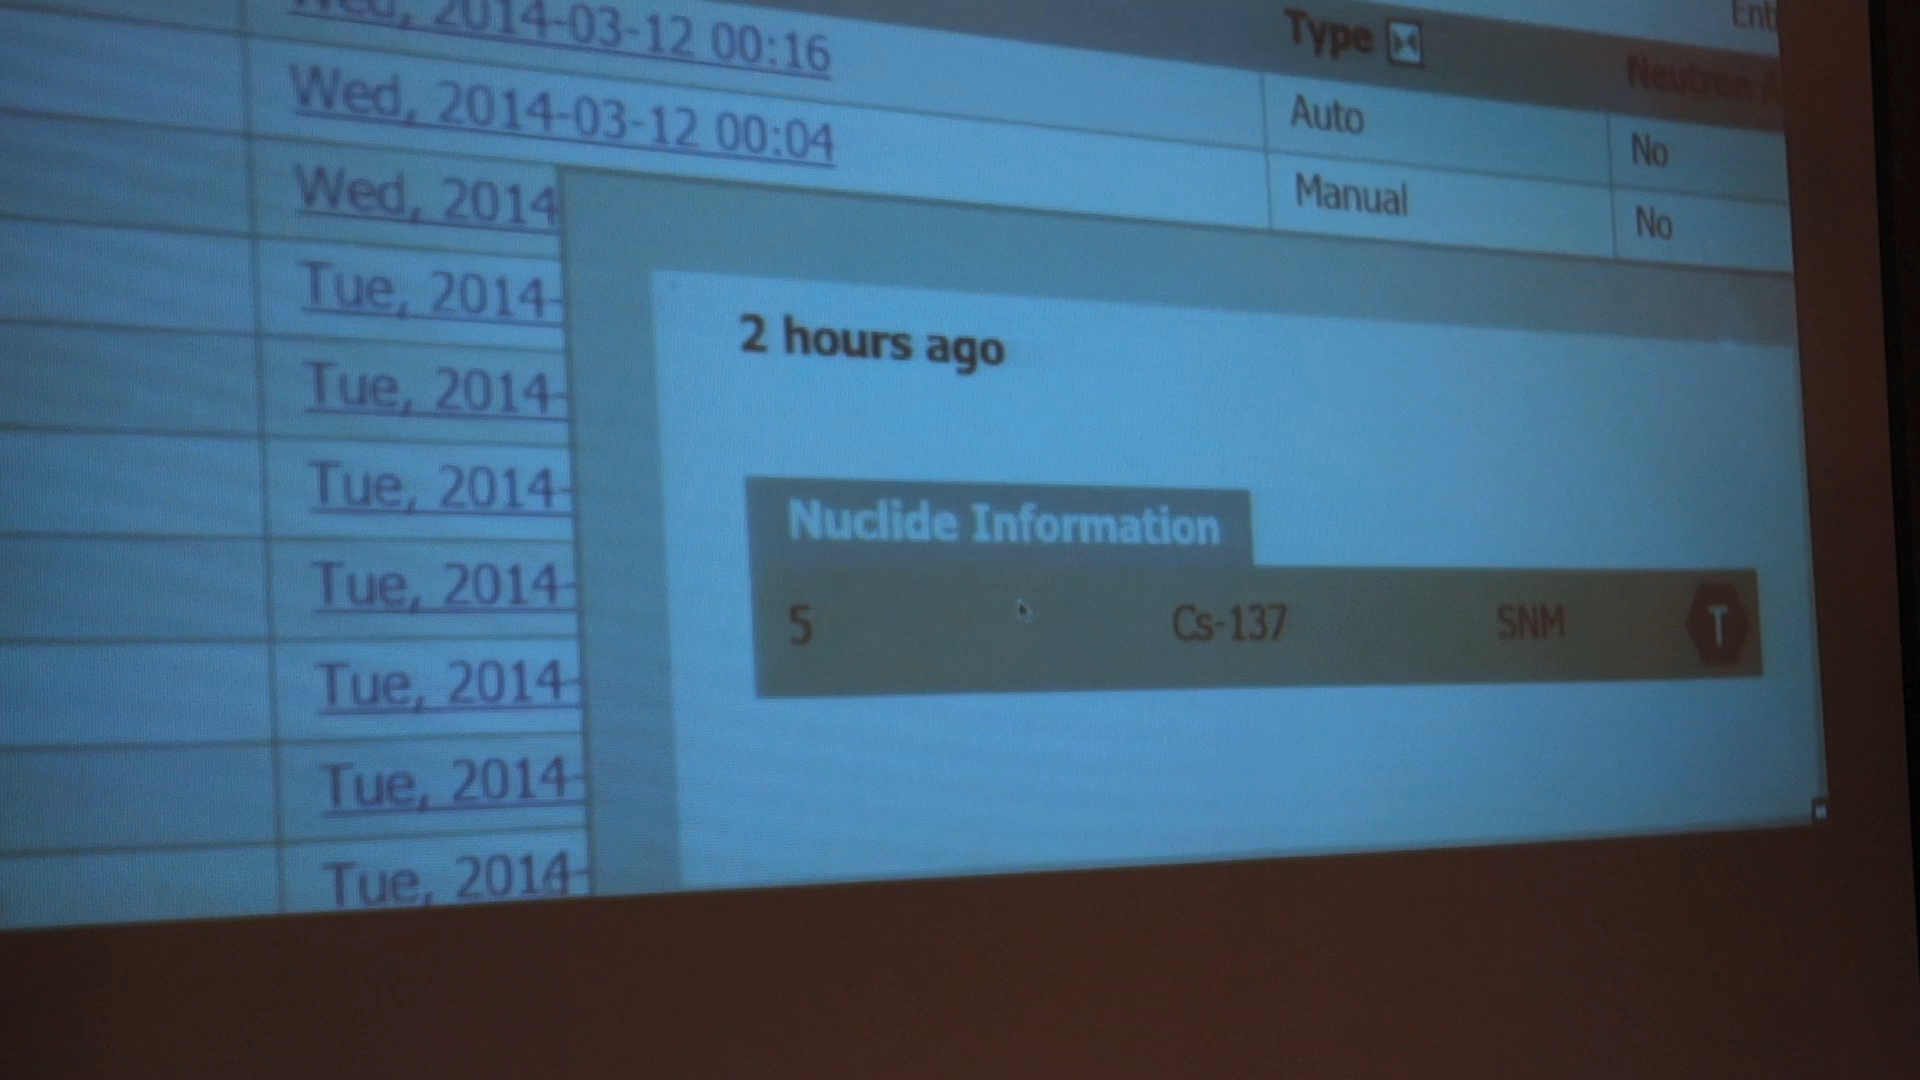 Wed, 2014-03-12 00:16
Type
Ent
Neutron A
Wed, 2014-03-12 00:04
Auto
No
Wed, 2014
Manual
No
Tue, 2014-
2 hours ago
Tue, 2014-
Tue, 2014-
Nuclide Information
Tue, 2014-
5 Cs-137 SNM T
Tue, 2014-
Tue, 2014-
Tue, 2014-